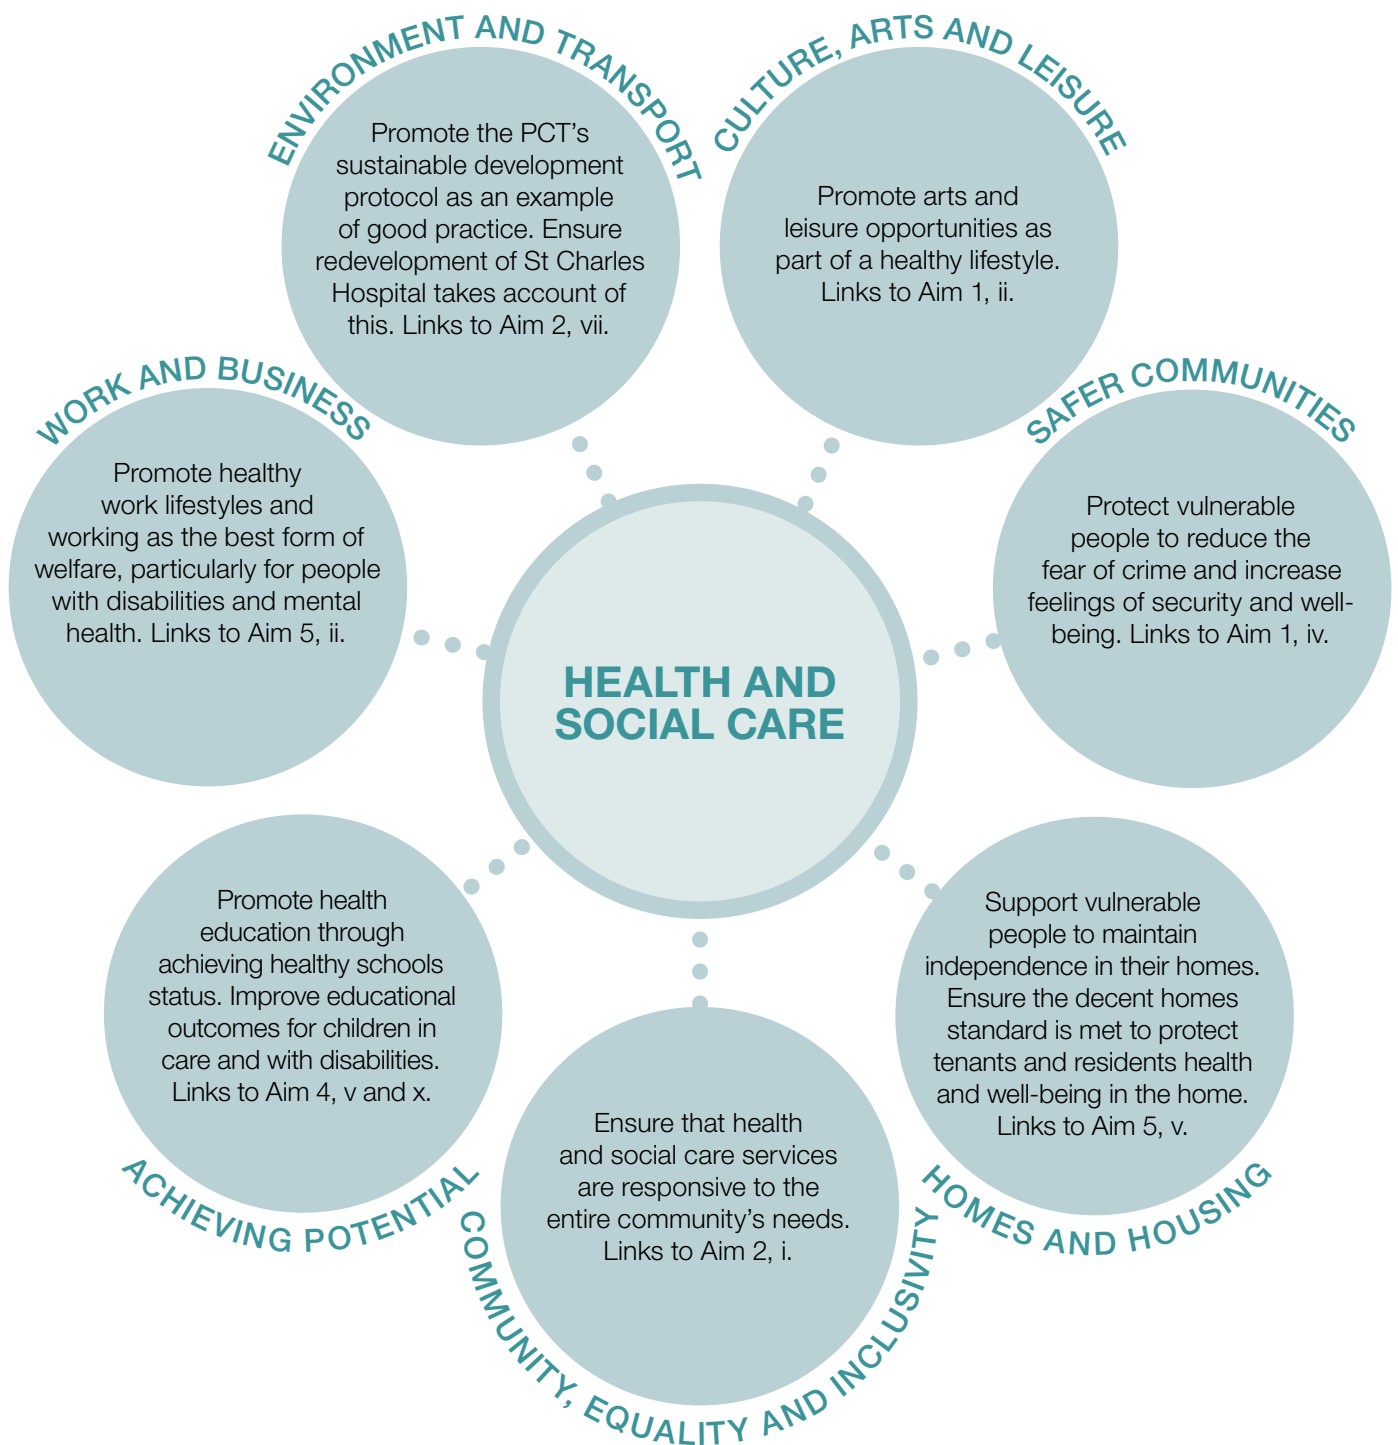 ENVIRONMENT AND TRANSPORT
Promote the PCT’s
sustainable development
protocol as an example
of good practice. Ensure
redevelopment of St Charles
Hospital takes account of
this. Links to Aim 2, vii.
CULTURE, ARTS AND LEISURE
Promote arts and
leisure opportunities as
part of a healthy lifestyle.
Links to Aim 1, ii.
WORK AND BUSINESS
Promote healthy
work lifestyles and
working as the best form of
welfare, particularly for people
with disabilities and mental
health. Links to Aim 5, ii.
SAFER COMMUNITIES
Protect vulnerable
people to reduce the
fear of crime and increase
feelings of security and well-
being. Links to Aim 1, iv.
HEALTH AND
SOCIAL CARE
Promote health
education through
achieving healthy schools
status. Improve educational
outcomes for children in
care and with disabilities.
Links to Aim 4, v and x.
ACHIEVING POTENTIAL
Support vulnerable
people to maintain
independence in their homes.
Ensure the decent homes
standard is met to protect
tenants and residents health
and well-being in the home.
Links to Aim 5, v.
HOMES AND HOUSING
Ensure that health
and social care services
are responsive to the
entire community’s needs.
Links to Aim 2, i.
COMMUNITY, EQUALITY AND INCLUSIVITY